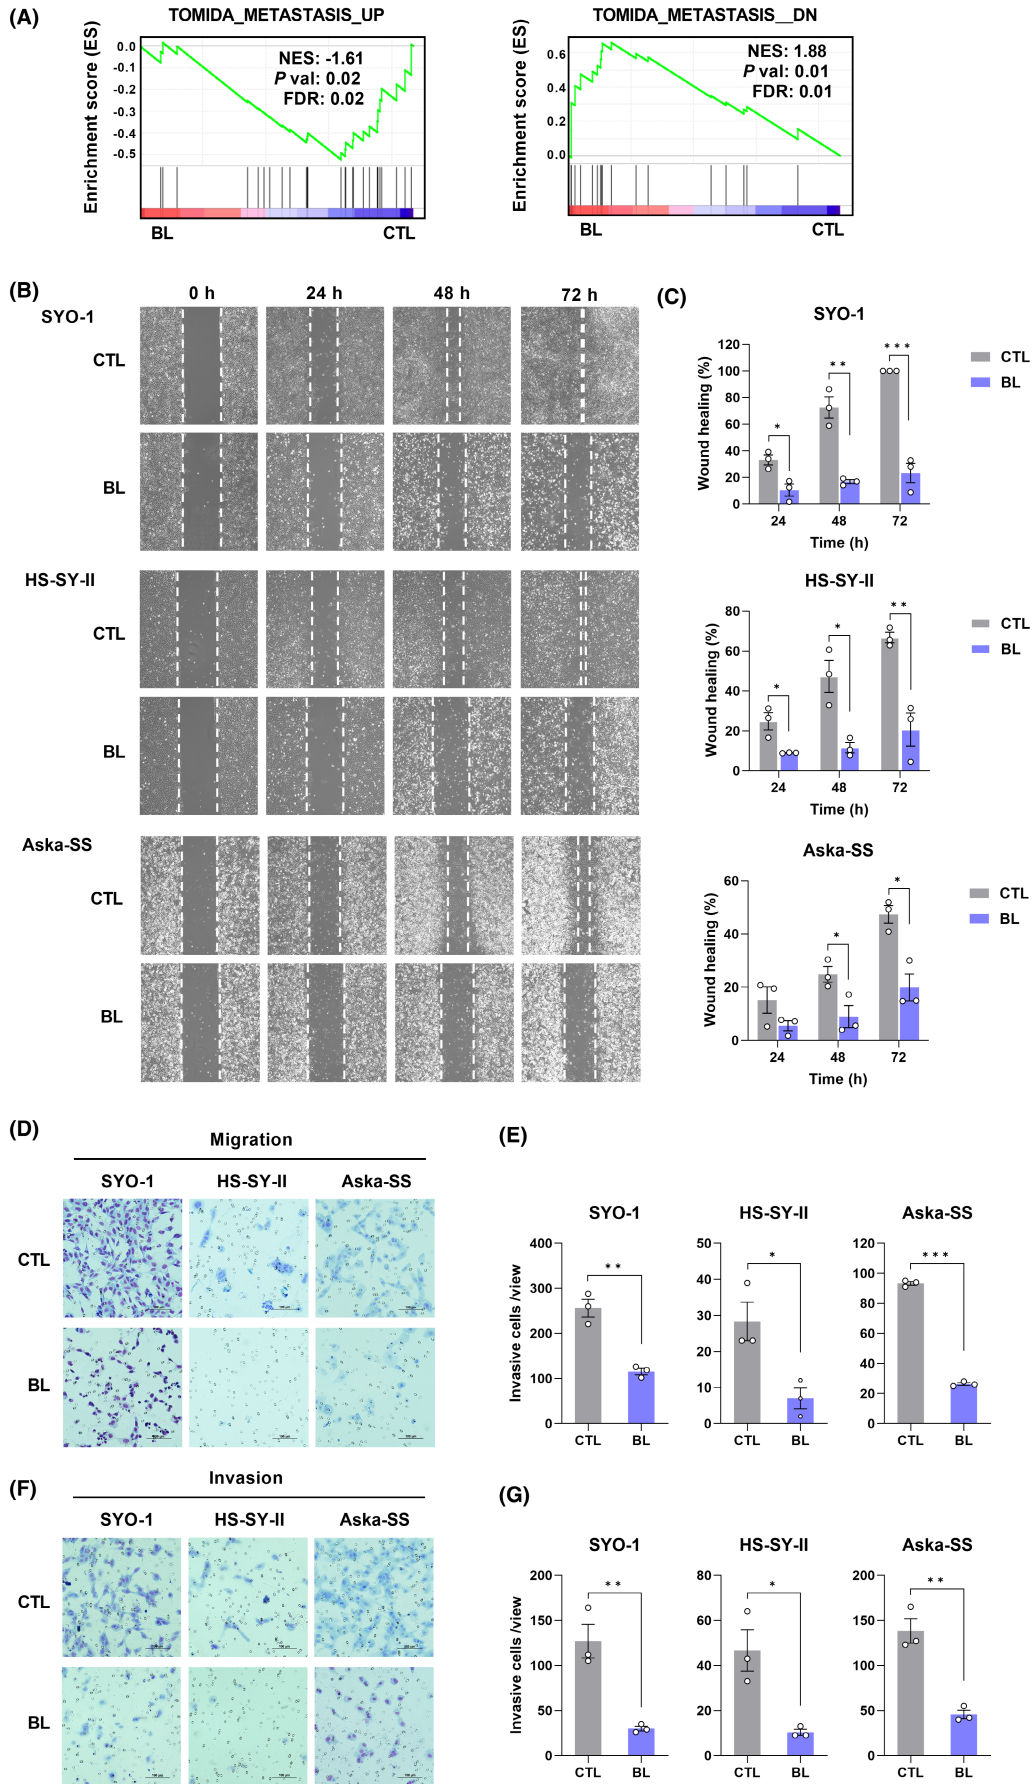 (A)
TOMIDA_METASTASIS_UP
Enrichment score (ES)
0.0
-0.1
-0.2
-0.3
-0.4
-0.5
NES: -1.61
P val: 0.02
FDR: 0.02
BL
CTL
TOMIDA_METASTASIS__DN
Enrichment score (ES)
0.6
0.4
0.2
0.0
NES: 1.88
P val: 0.01
FDR: 0.01
BL
CTL
(B)
0 h
24 h
48 h
72 h
SYO-1
CTL
BL
HS-SY-II
CTL
BL
Aska-SS
CTL
BL
(C)
SYO-1
Wound healing (%)
120
100
80
60
40
20
0
*
**
***
24
48
72
Time (h)
CTL
BL
HS-SY-II
Wound healing (%)
80
60
40
20
0
*
*
**
24
48
72
Time (h)
CTL
BL
Aska-SS
Wound healing (%)
60
40
20
0
*
*
24
48
72
Time (h)
CTL
BL
(D)
Migration
SYO-1
HS-SY-II
Aska-SS
CTL
BL
(E)
SYO-1
Invasive cells /view
400
300
200
100
0
**
CTL
BL
HS-SY-II
50
40
30
20
10
0
*
CTL
BL
Aska-SS
120
100
80
60
40
20
0
***
CTL
BL
(F)
Invasion
SYO-1
HS-SY-II
Aska-SS
CTL
BL
(G)
SYO-1
Invasive cells /view
200
150
100
50
0
**
CTL
BL
HS-SY-II
80
60
40
20
0
*
CTL
BL
Aska-SS
200
150
100
50
0
**
CTL
BL